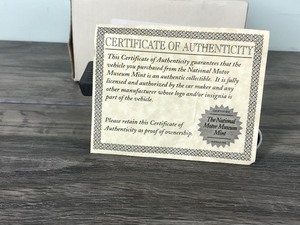 CERTIFICATE OF AUTHENTICITY
This Certificate of Authenticity guarantees that the
vehicle you purchased from the National Motor
Museum Mint is an authentic collectible. It is fully
licensed and authorized by the car maker and any
other manufacturer whose logo and/or insignia is
part of the vehicle.
Please retain this Certificate of
Authenticity as proof of ownership.
CERTIFIED
The National
Motor Museum
Mint